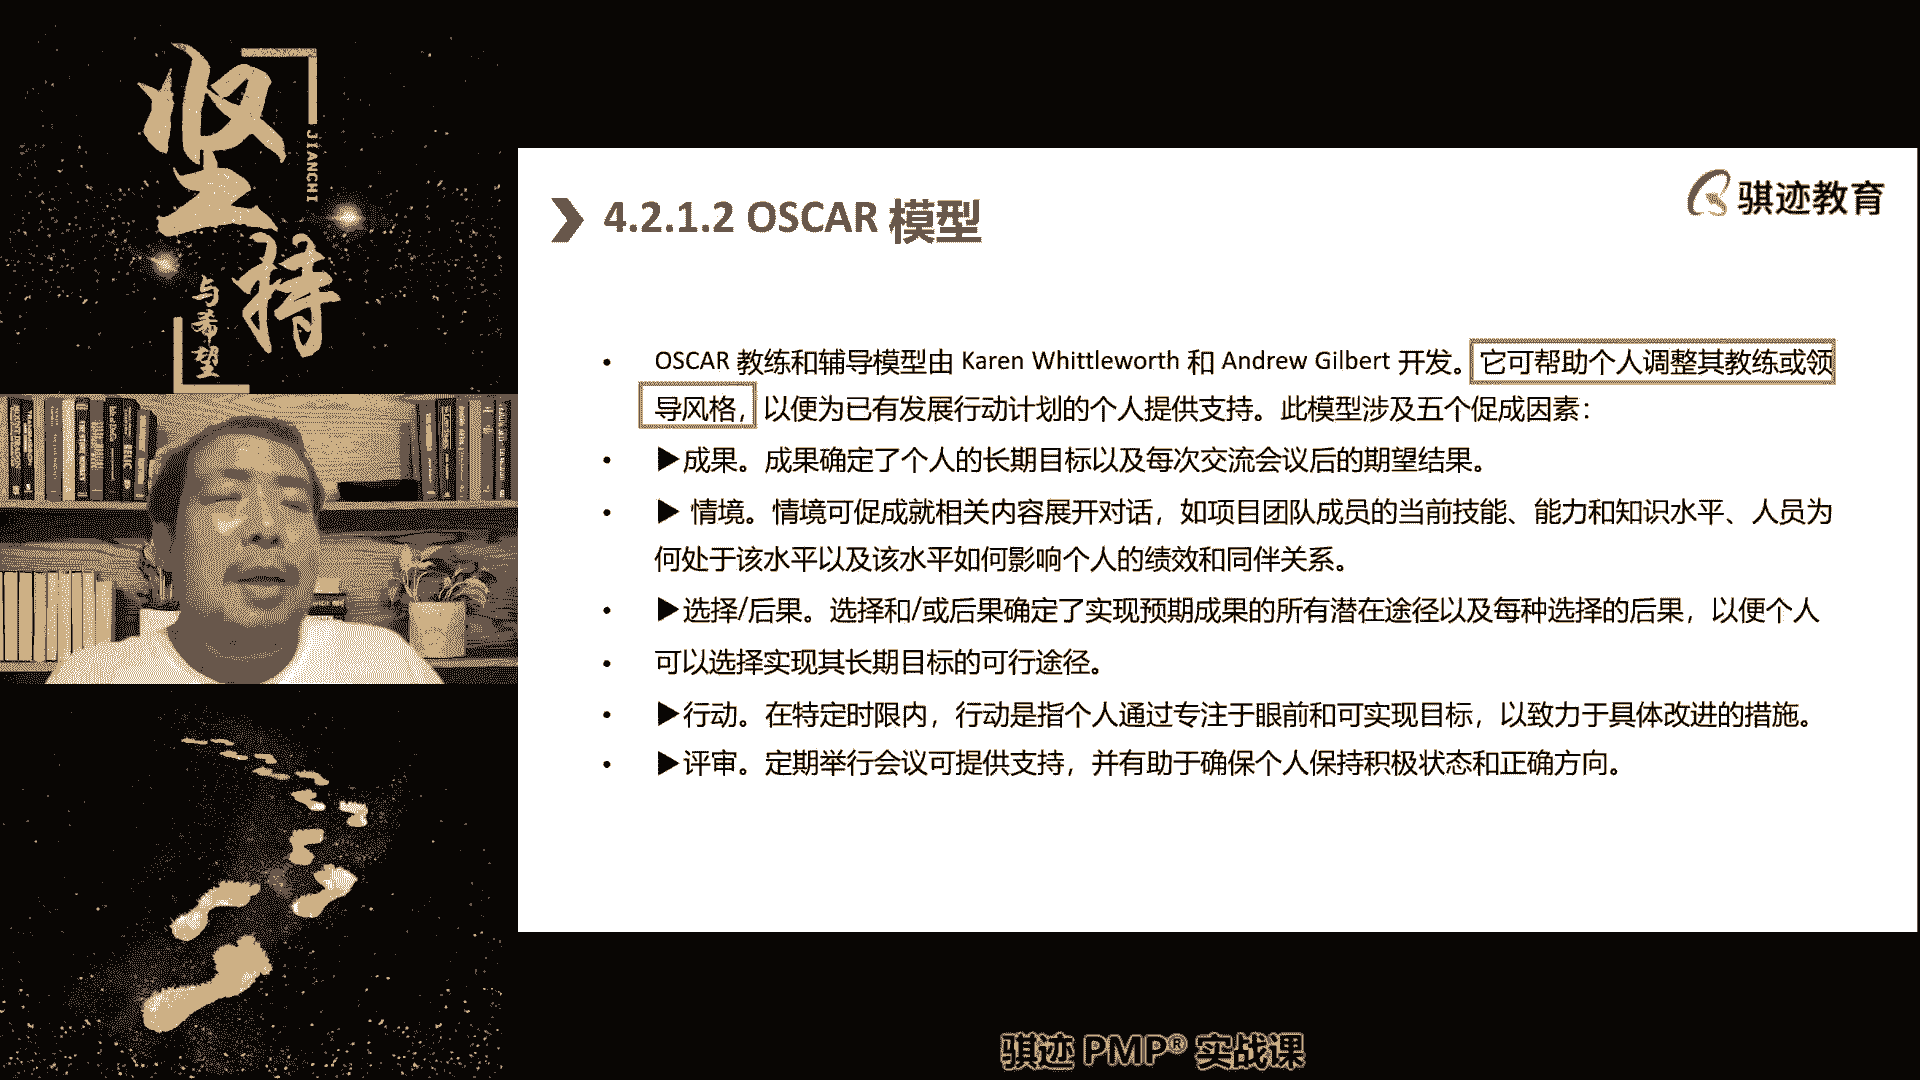 坚持
JIANCHI
与希望
骐迹教育
4.2.1.2 OSCAR 模型
• OSCAR 教练和辅导模型由 Karen Whittleworth 和 Andrew Gilbert 开发。它可帮助个人调整其教练或领
导风格，以便为已有发展行动计划的个人提供支持。此模型涉及五个促成因素：
• ▶成果。成果确定了个人的长期目标以及每次交流会议后的期望结果。
• ▶ 情境。情境可促成就相关内容展开对话，如项目团队成员的当前技能、能力和知识水平、人员为
何处于该水平以及该水平如何影响个人的绩效和同伴关系。
• ▶选择/后果。选择和/或后果确定了实现预期成果的所有潜在途径以及每种选择的后果，以便个人
• 可以选择实现其长期目标的可行途径。
• ▶行动。在特定时限内，行动是指个人通过专注于眼前和可实现目标，以致力于具体改进的措施。
• ▶评审。定期举行会议可提供支持，并有助于确保个人保持积极状态和正确方向。
骐迹 PMP® 实战课